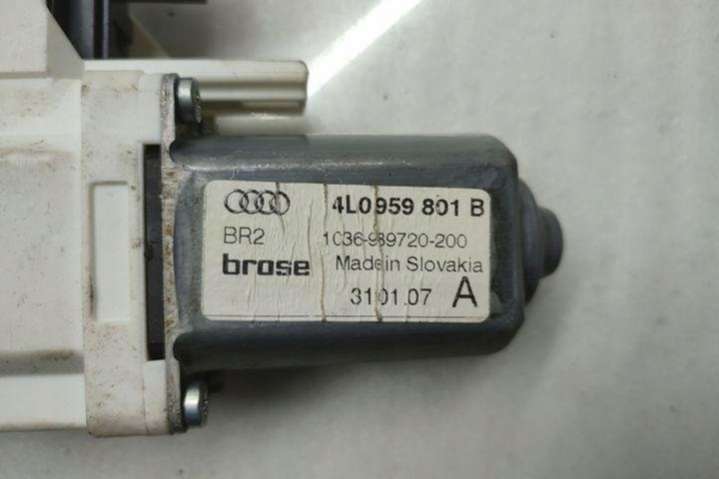 4L0959 801 B
BR2 1036-989720-200
brose Made in Slovakia
31.01.07 A